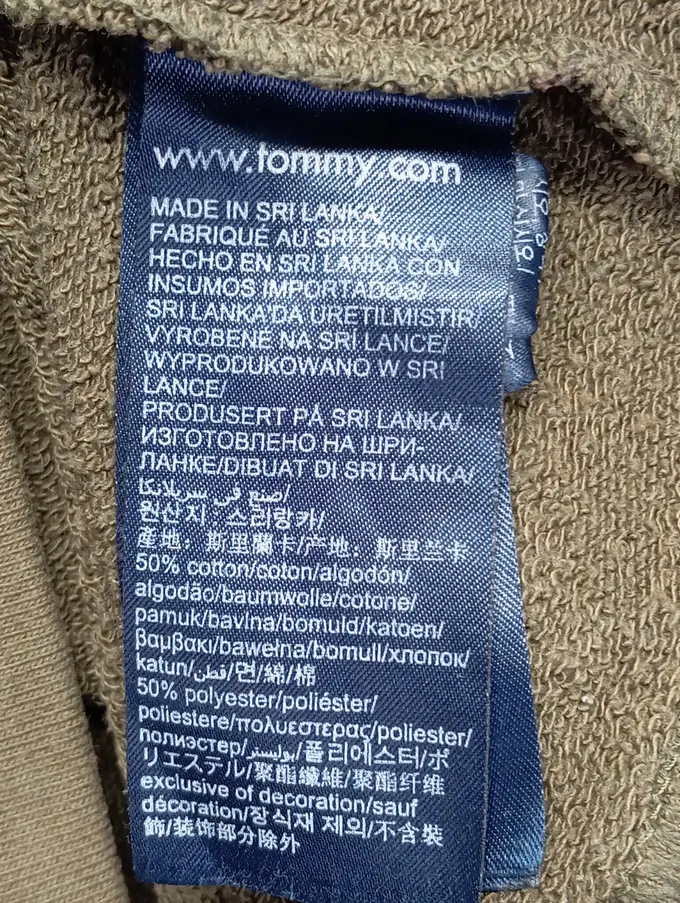 www.tommy.com
MADE IN SRI LANKA/
FABRIQUE AU SRI LANKA/
HECHO EN SRI LANKA CON
INSUMOS IMPORTADOS/
SRI LANKA'DA URETILMISTIR/
VYROBENE NA SRI LANCE/
WYPRODUKOWANO W SRI
LANCE/
PRODUSERT PÅ SRI LANKA/
ИЗГОТОВЛЕНО НА ШРИ-
ЛАНКЕ/DIBUAT DI SRI LANKA/
صنع في سريلانكا/
원산지 : 스리랑카/
產地：斯里蘭卡/产地：斯里兰卡
50% cotton/coton/algodón/
algodão/baumwolle/cotone/
pamuk/bavlna/bomuld/katoen/
βαμβακι/bawełna/bomull/хлопок/
katun/قطن/면/綿/棉
50% polyester/poliéster/
poliestere/πολυεστερας/poliester/
полиэстер/بوليستر/폴리에스터/ポ
リエステル/聚酯纖維/聚酯纤维
exclusive of decoration/sauf
décoration/장식재 제외/不含裝
飾/装饰部分除外